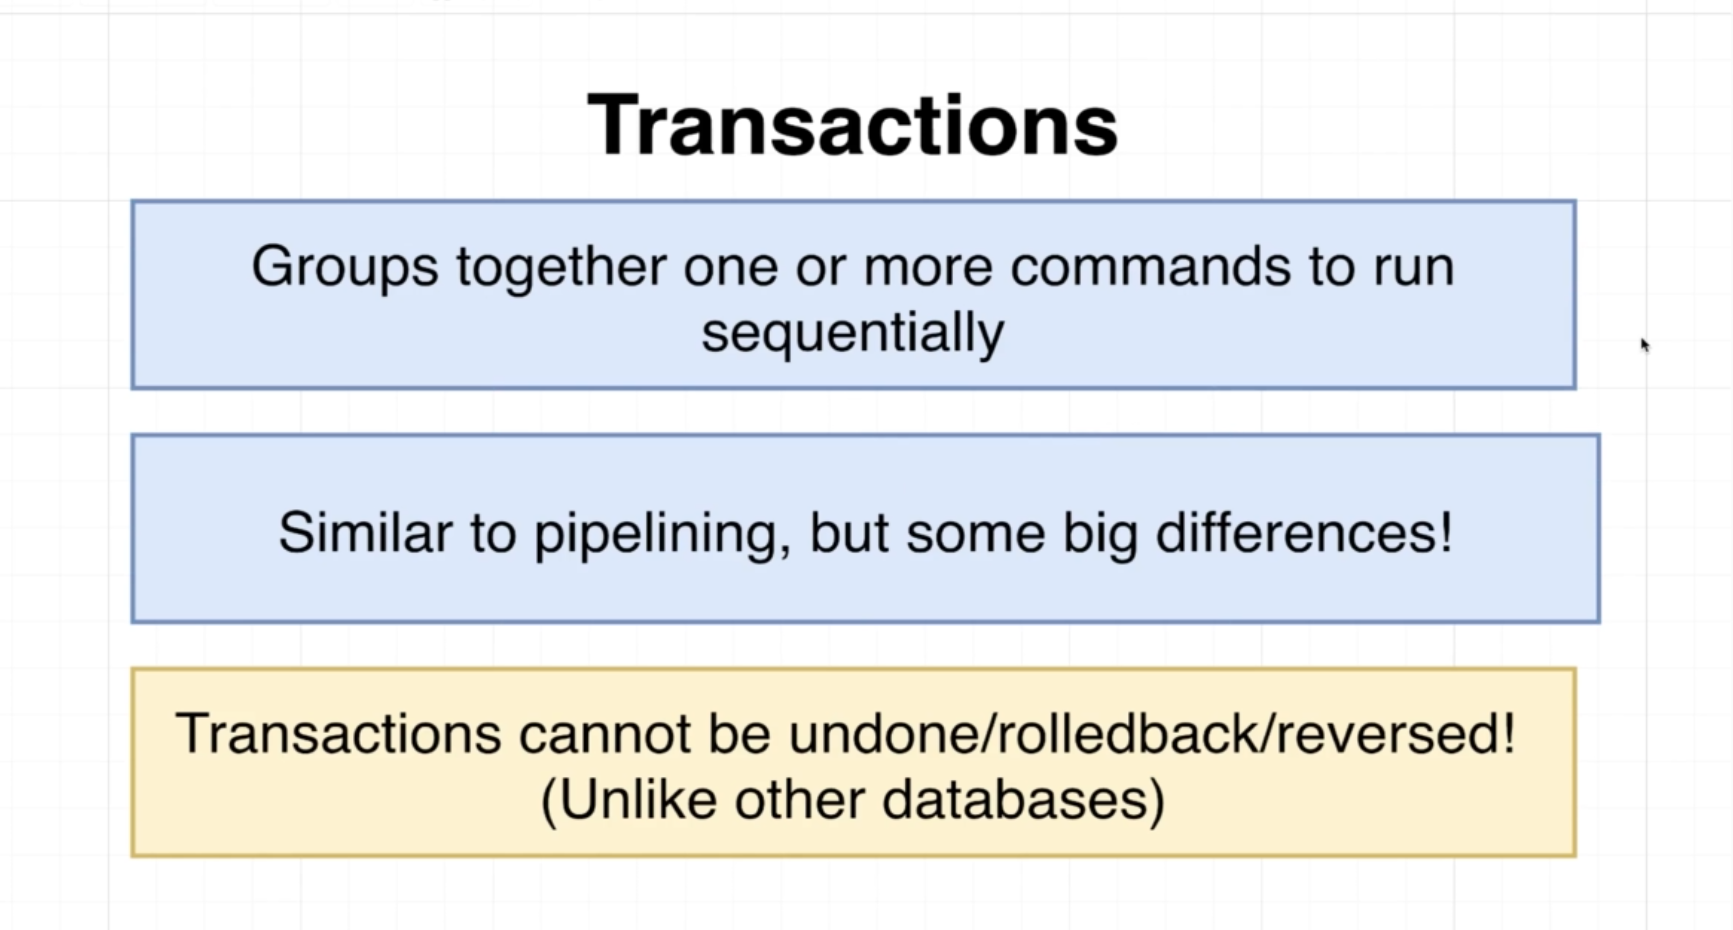 Transactions
Groups together one or more commands to run
sequentially
Similar to pipelining, but some big differences!
Transactions cannot be undone/rolledback/reversed!
(Unlike other databases)